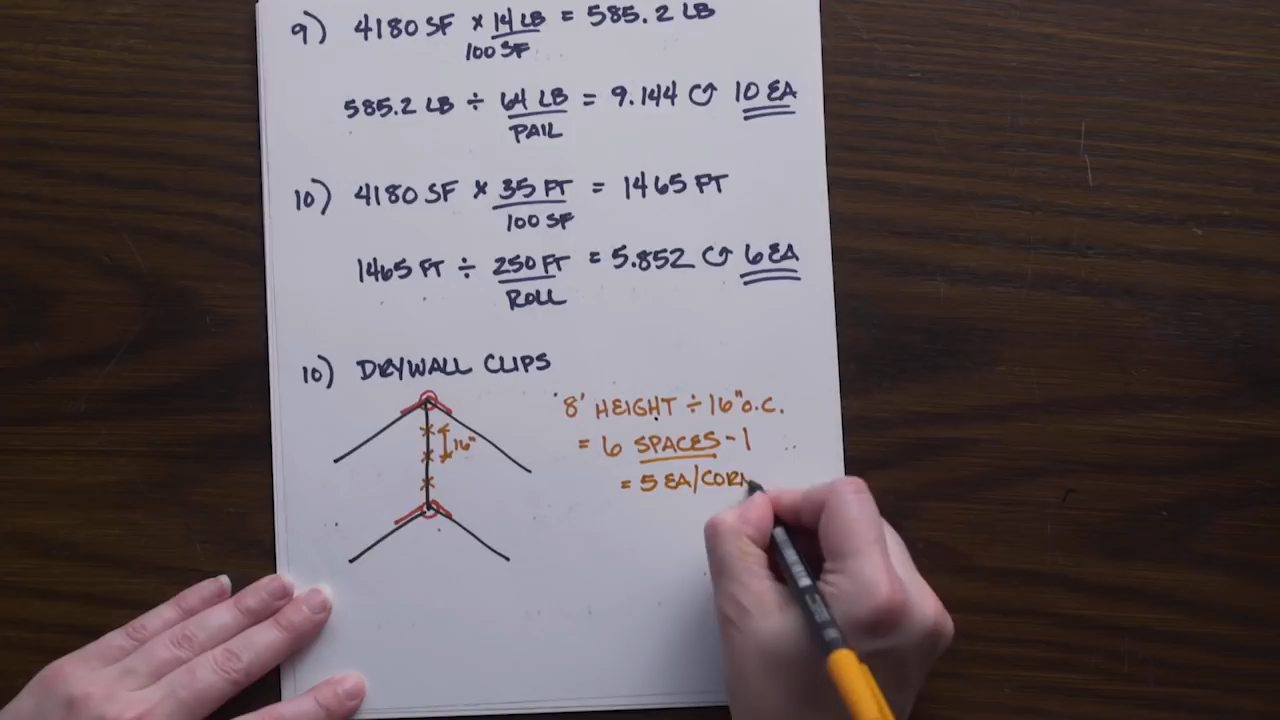 9) 4180 SF × 14 LB = 585.2 LB
100 SF
585.2 LB ÷ 64 LB = 9.144 10 EA
PAIL
10) 4180 SF × 35 FT = 1465 FT
100 SF
1465 FT ÷ 250 FT = 5.852 6 EA
ROLL
10) DRYWALL CLIPS
8' HEIGHT ÷ 16" O.C.
= 6 SPACES - 1
= 5 EA/CORN
16"